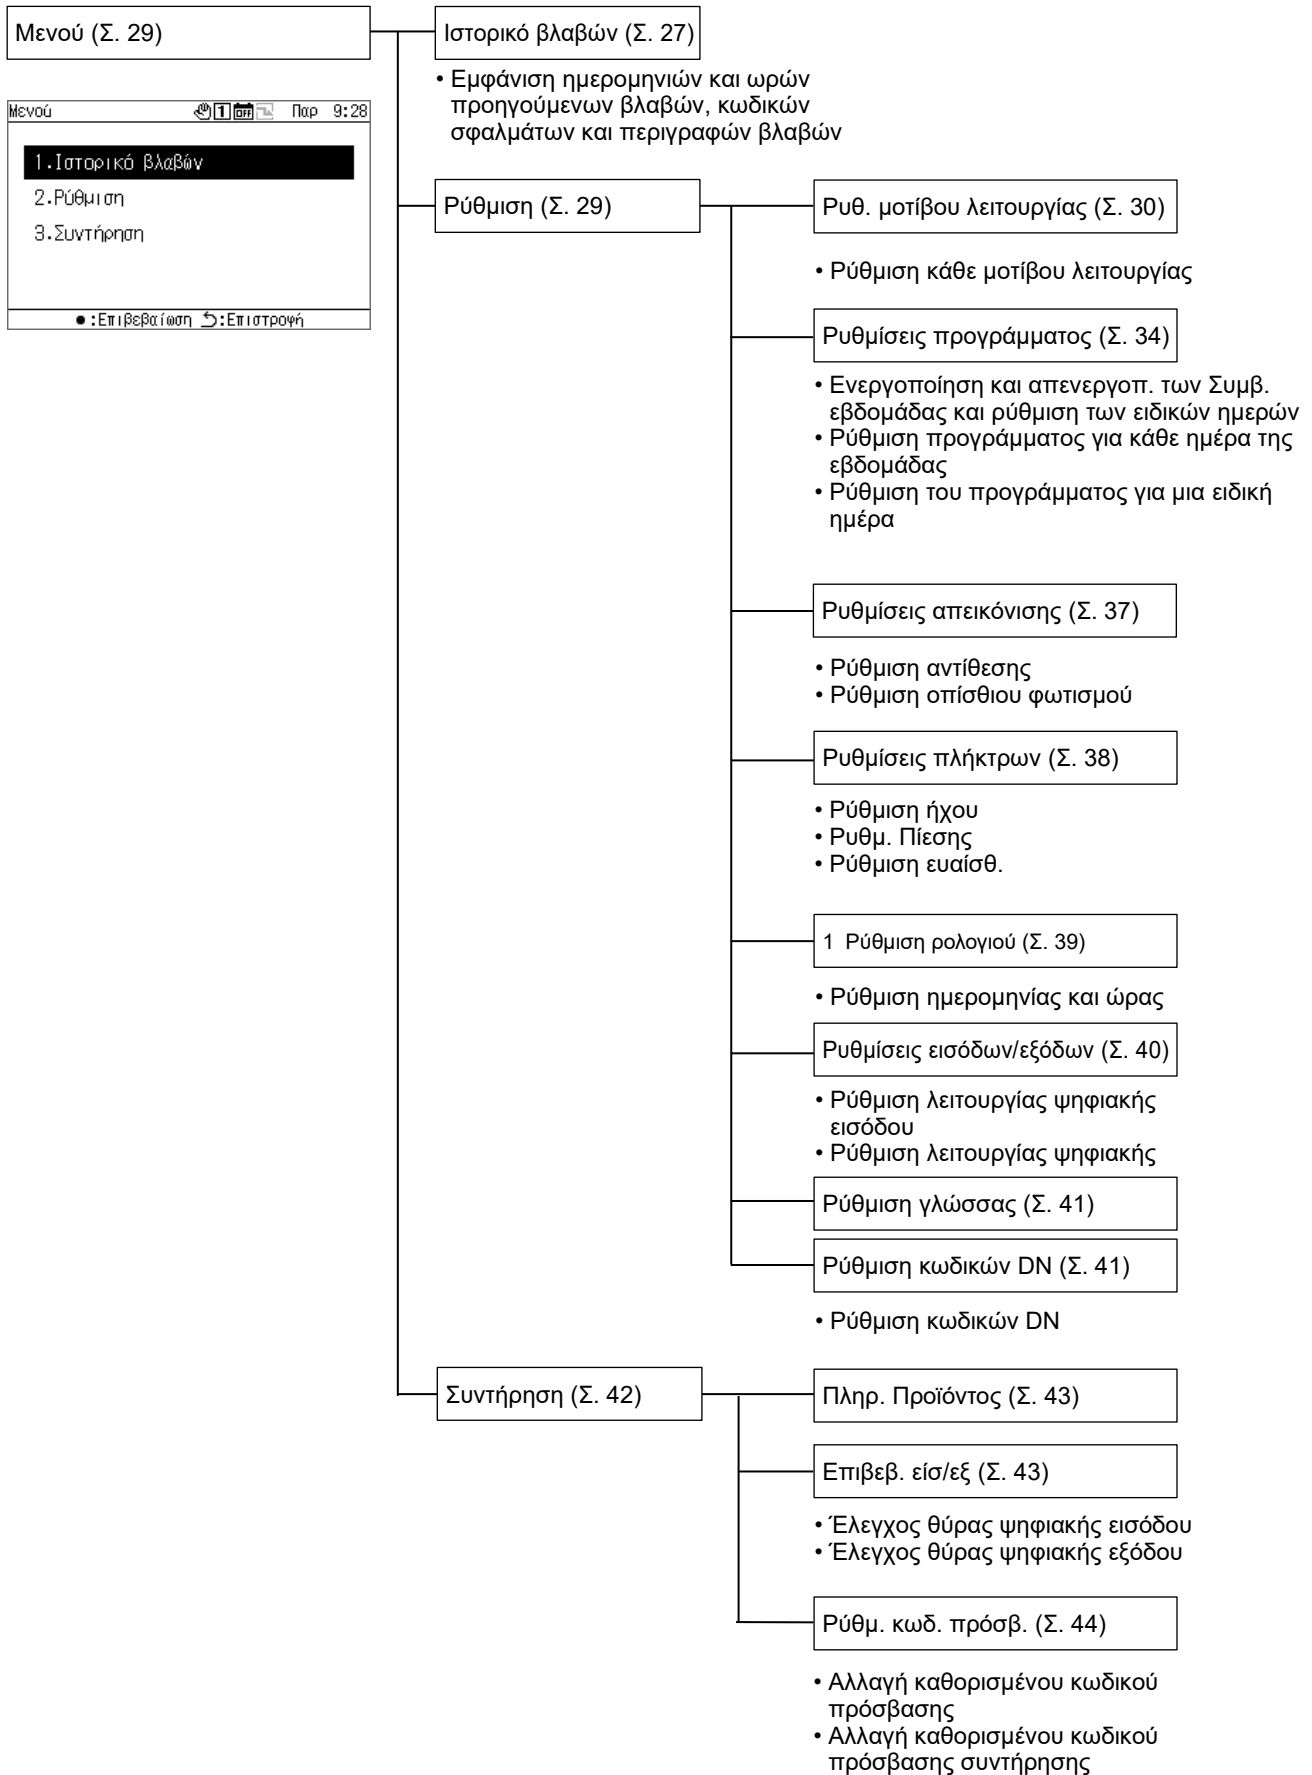 Μενού (Σ. 29)
Μενού 1 OFF Παρ 9:28
1.Ιστορικό βλαβών
2.Ρύθμιση
3.Συντήρηση
●:Επιβεβαίωση :Επιστροφή
Ιστορικό βλαβών (Σ. 27)
• Εμφάνιση ημερομηνιών και ωρών
προηγούμενων βλαβών, κωδικών
σφαλμάτων και περιγραφών βλαβών
Ρύθμιση (Σ. 29)
Ρυθ. μοτίβου λειτουργίας (Σ. 30)
• Ρύθμιση κάθε μοτίβου λειτουργίας
Ρυθμίσεις προγράμματος (Σ. 34)
• Ενεργοποίηση και απενεργοπ. των Συμβ.
εβδομάδας και ρύθμιση των ειδικών ημερών
• Ρύθμιση προγράμματος για κάθε ημέρα της
εβδομάδας
• Ρύθμιση του προγράμματος για μια ειδική
ημέρα
Ρυθμίσεις απεικόνισης (Σ. 37)
• Ρύθμιση αντίθεσης
• Ρύθμιση οπίσθιου φωτισμού
Ρυθμίσεις πλήκτρων (Σ. 38)
• Ρύθμιση ήχου
• Ρυθμ. Πίεσης
• Ρύθμιση ευαίσθ.
1 Ρύθμιση ρολογιού (Σ. 39)
• Ρύθμιση ημερομηνίας και ώρας
Ρυθμίσεις εισόδων/εξόδων (Σ. 40)
• Ρύθμιση λειτουργίας ψηφιακής
εισόδου
• Ρύθμιση λειτουργίας ψηφιακής
Ρύθμιση γλώσσας (Σ. 41)
Ρύθμιση κωδικών DN (Σ. 41)
• Ρύθμιση κωδικών DN
Συντήρηση (Σ. 42)
Πληρ. Προϊόντος (Σ. 43)
Επιβεβ. είσ/εξ (Σ. 43)
• Έλεγχος θύρας ψηφιακής εισόδου
• Έλεγχος θύρας ψηφιακής εξόδου
Ρύθμ. κωδ. πρόσβ. (Σ. 44)
• Αλλαγή καθορισμένου κωδικού
πρόσβασης
• Αλλαγή καθορισμένου κωδικού
πρόσβασης συντήρησης